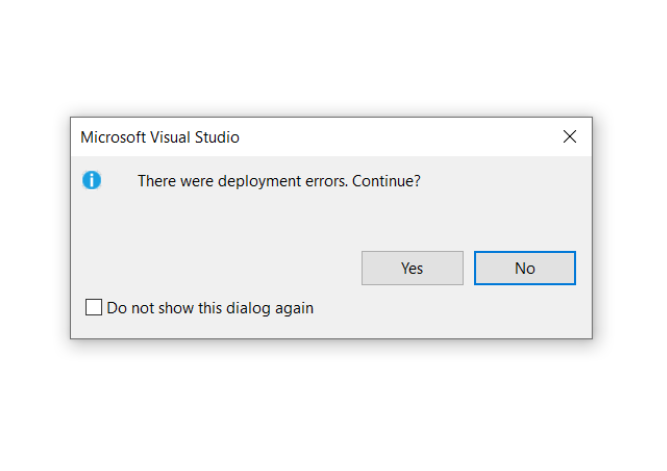 Microsoft Visual Studio
There were deployment errors. Continue?
Yes No
Do not show this dialog again